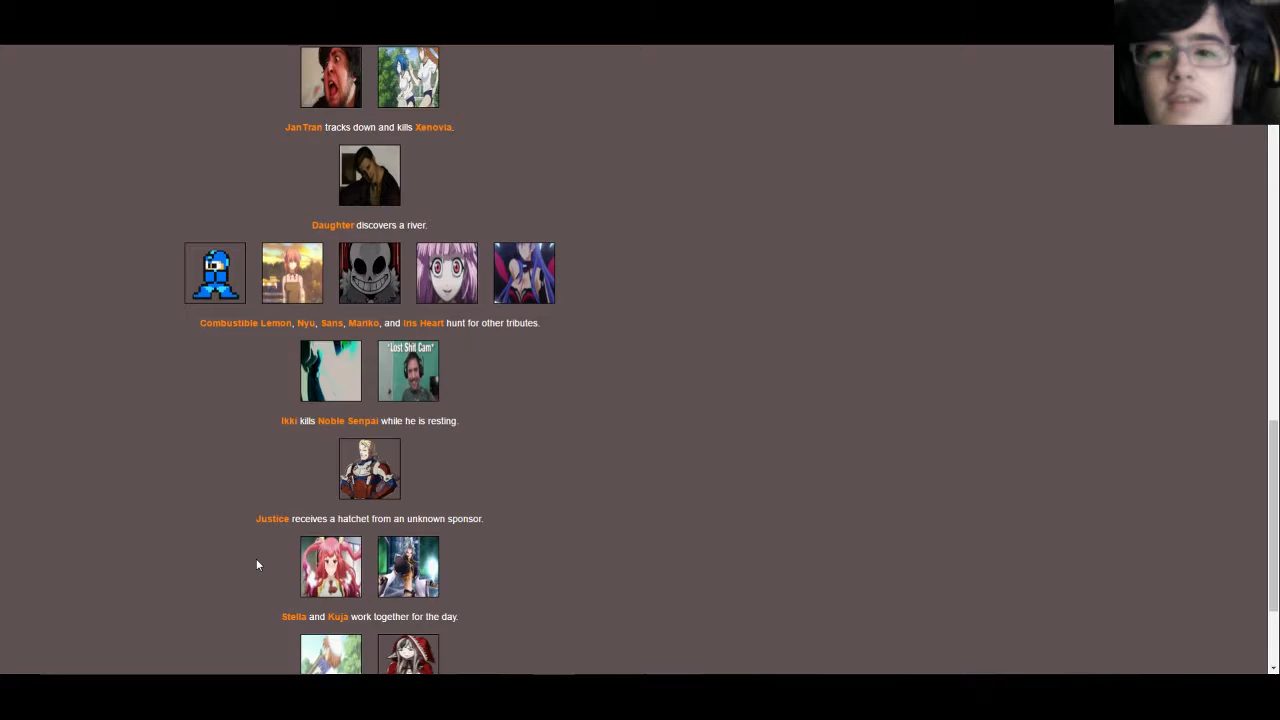 JanTran tracks down and kills Xenovia.
Daughter discovers a river.
Combustible Lemon, Nyu, Sans, Mariko, and Iris Heart hunt for other tributes.
*Lost Shit Cam*
Ikki kills Noble Senpai while he is resting.
Justice receives a hatchet from an unknown sponsor.
Stella and Kuja work together for the day.